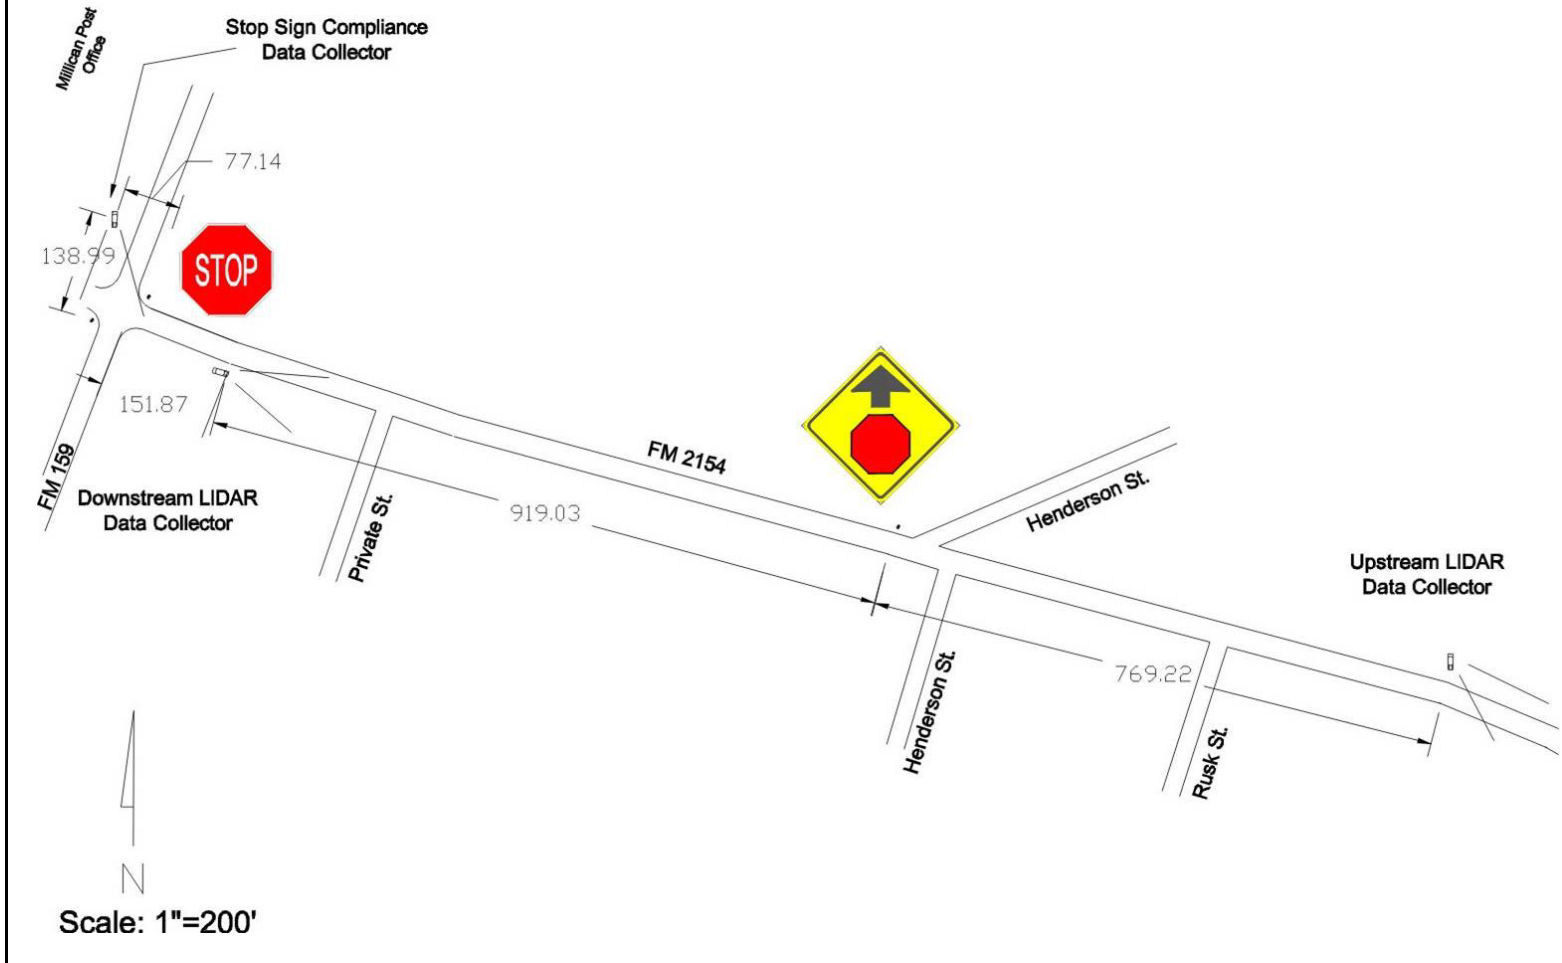 Millican Post
Office
Stop Sign Compliance
Data Collector
77.14
138.99
STOP
151.87
FM 159
Downstream LIDAR
Data Collector
Private St.
FM 2154
919.03
Henderson St.
Upstream LIDAR
Data Collector
769.22
Henderson St.
Rusk St.
N
Scale: 1"=200'